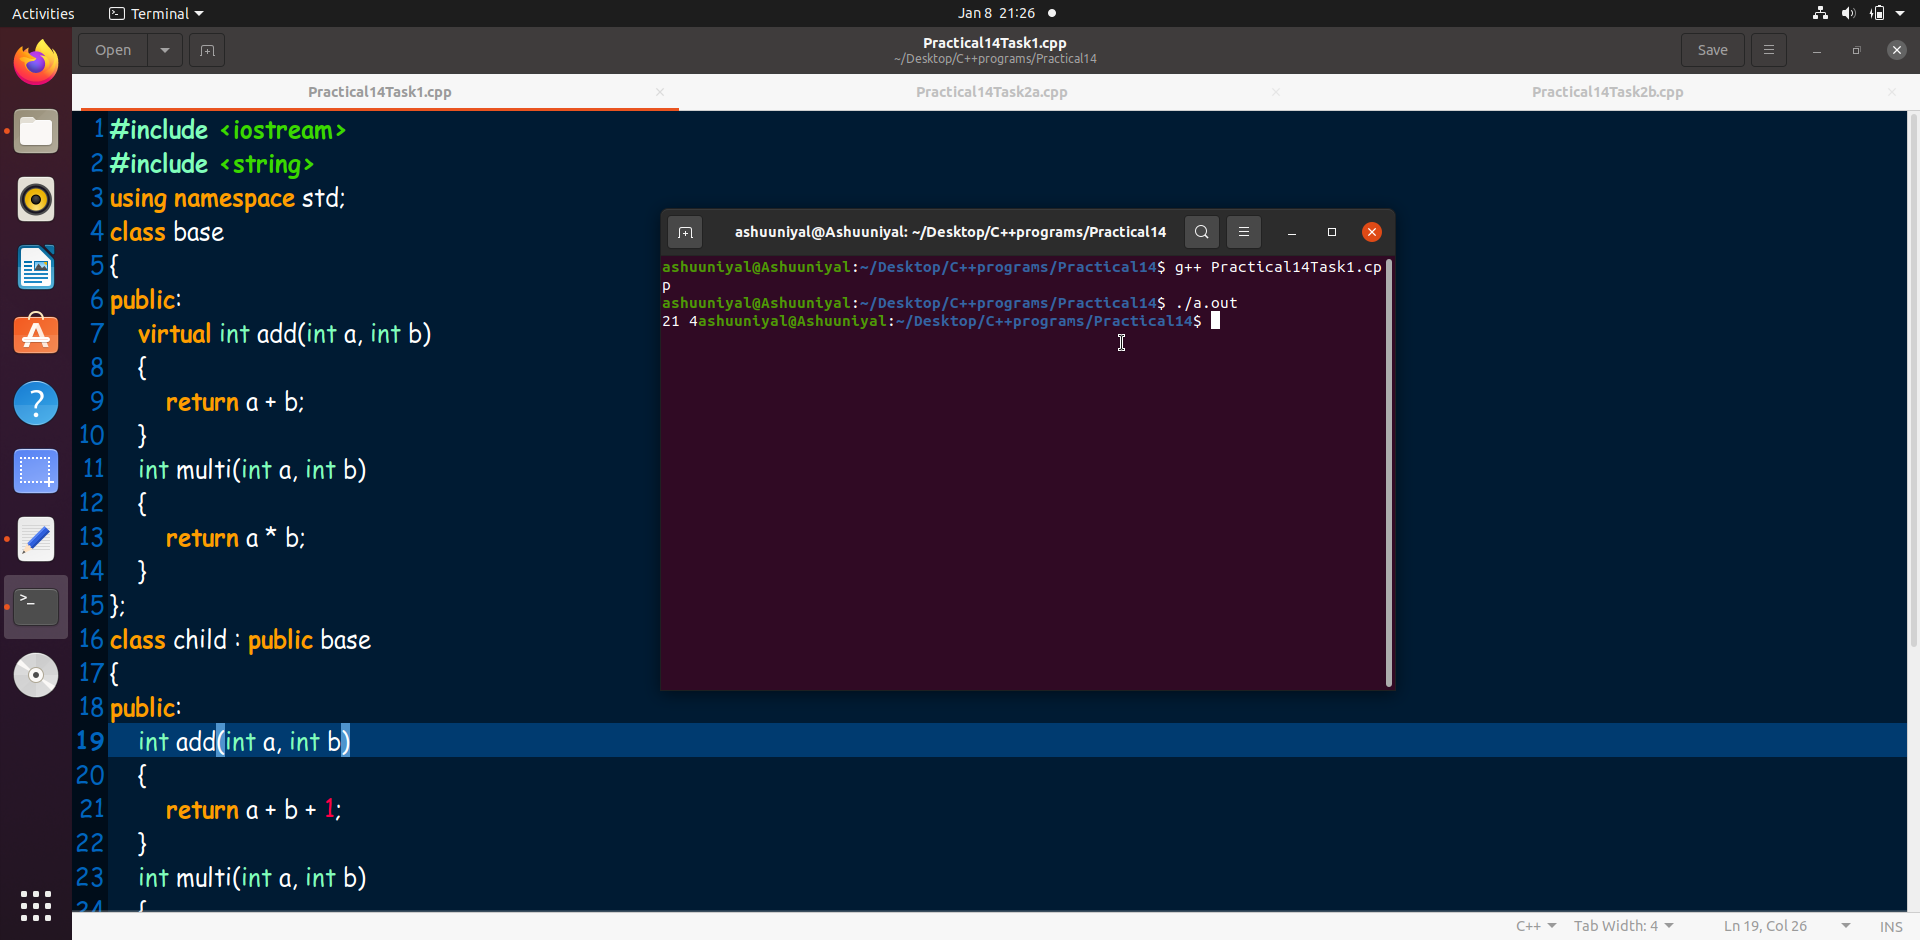 Activities Terminal Jan 8 21:26
Open Practical14Task1.cpp Save
~/Desktop/C++programs/Practical14
Practical14Task1.cpp Practical14Task2a.cpp Practical14Task2b.cpp
1 #include <iostream>
2 #include <string>
3 using namespace std;
4 class base
5 {
6 public:
7 virtual int add(int a, int b)
8 {
9 return a + b;
10 }
11 int multi(int a, int b)
12 {
13 return a * b;
14 }
15 };
16 class child : public base
17 {
18 public:
19 int add(int a, int b)
20 {
21 return a + b + 1;
22 }
23 int multi(int a, int b)
24 {
ashuuniyal@Ashuuniyal: ~/Desktop/C++programs/Practical14
ashuuniyal@Ashuuniyal:~/Desktop/C++programs/Practical14$ g++ Practical14Task1.cp
p
ashuuniyal@Ashuuniyal:~/Desktop/C++programs/Practical14$ ./a.out
21 4ashuuniyal@Ashuuniyal:~/Desktop/C++programs/Practical14$
C++ Tab Width: 4 Ln 19, Col 26 INS